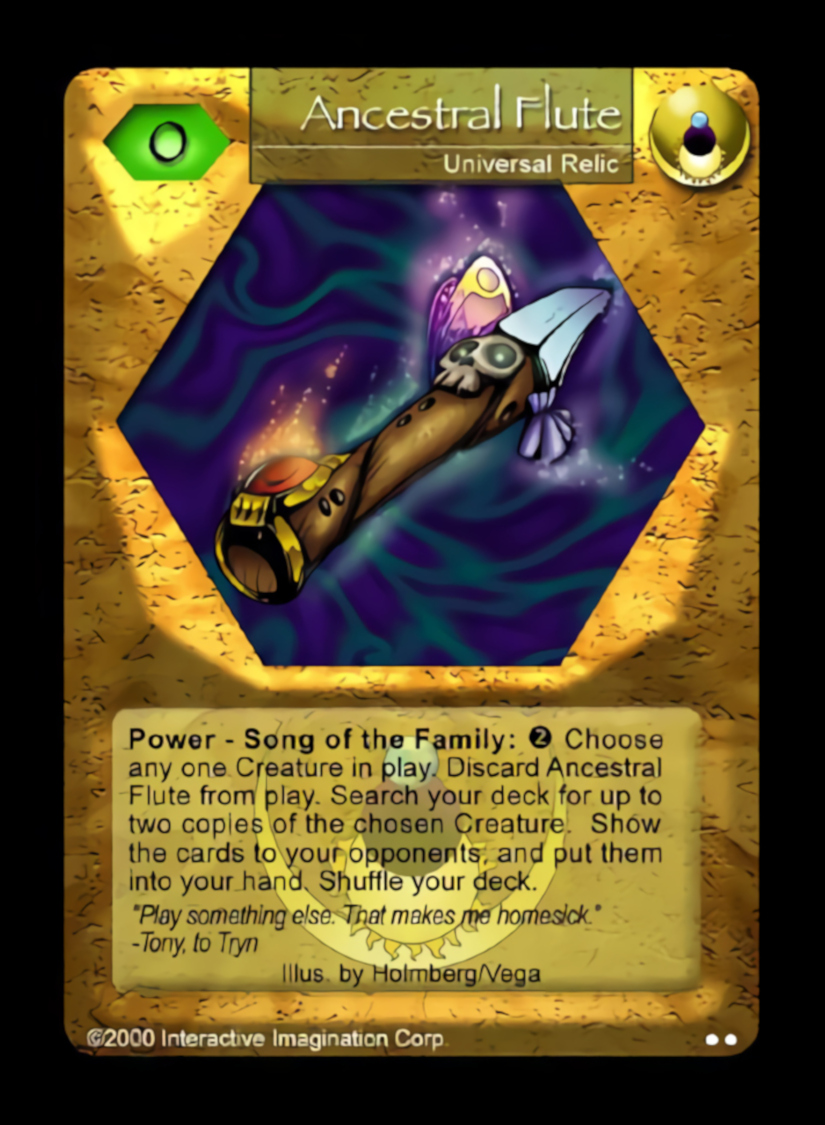 0
Ancestral Flute
Universal Relic
Power - Song of the Family: ❷ Choose
any one Creature in play. Discard Ancestral
Flute from play. Search your deck for up to
two copies of the chosen Creature. Show
the cards to your opponents, and put them
into your hand. Shuffle your deck.
"Play something else. That makes me homesick."
-Tony, to Tryn
Illus. by Holmberg/Vega
©2000 Interactive Imagination Corp.